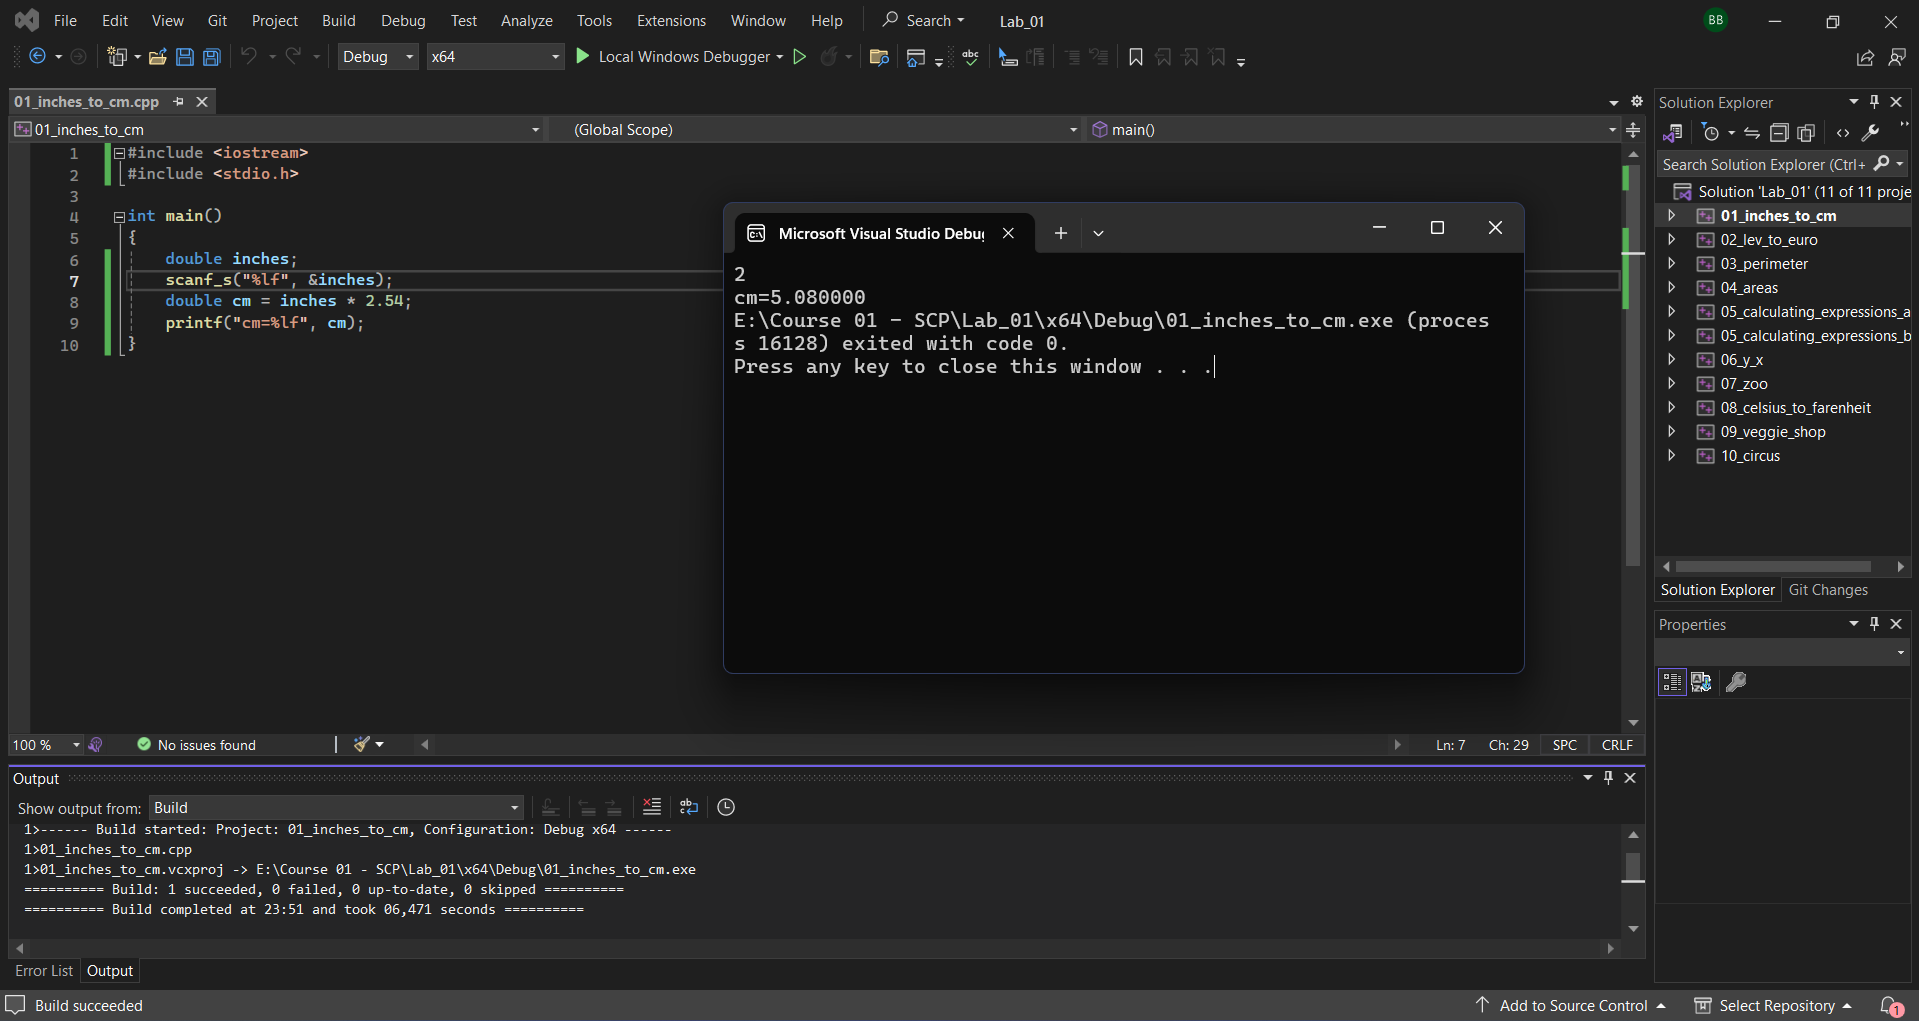 File Edit View Git Project Build Debug Test Analyze Tools Extensions Window Help Search Lab_01 BB
Debug x64 Local Windows Debugger
01_inches_to_cm.cpp
01_inches_to_cm (Global Scope) main()
1 #include <iostream>
2 #include <stdio.h>
3
4 int main()
5 {
6 double inches;
7 scanf_s("%lf", &inches);
8 double cm = inches * 2.54;
9 printf("cm=%lf", cm);
10 }
Microsoft Visual Studio Debu
2
cm=5.080000
E:\Course 01 - SCP\Lab_01\x64\Debug\01_inches_to_cm.exe (proces
s 16128) exited with code 0.
Press any key to close this window . . .
100 % No issues found Ln: 7 Ch: 29 SPC CRLF
Output
Show output from: Build
1>------ Build started: Project: 01_inches_to_cm, Configuration: Debug x64 ------
1>01_inches_to_cm.cpp
1>01_inches_to_cm.vcxproj -> E:\Course 01 - SCP\Lab_01\x64\Debug\01_inches_to_cm.exe
========== Build: 1 succeeded, 0 failed, 0 up-to-date, 0 skipped ==========
========== Build completed at 23:51 and took 06,471 seconds ==========
Error List Output
Solution Explorer
Search Solution Explorer (Ctrl+
Solution 'Lab_01' (11 of 11 proje
01_inches_to_cm
02_lev_to_euro
03_perimeter
04_areas
05_calculating_expressions_a
05_calculating_expressions_b
06_y_x
07_zoo
08_celsius_to_farenheit
09_veggie_shop
10_circus
Solution Explorer Git Changes
Properties
Build succeeded Add to Source Control Select Repository 1